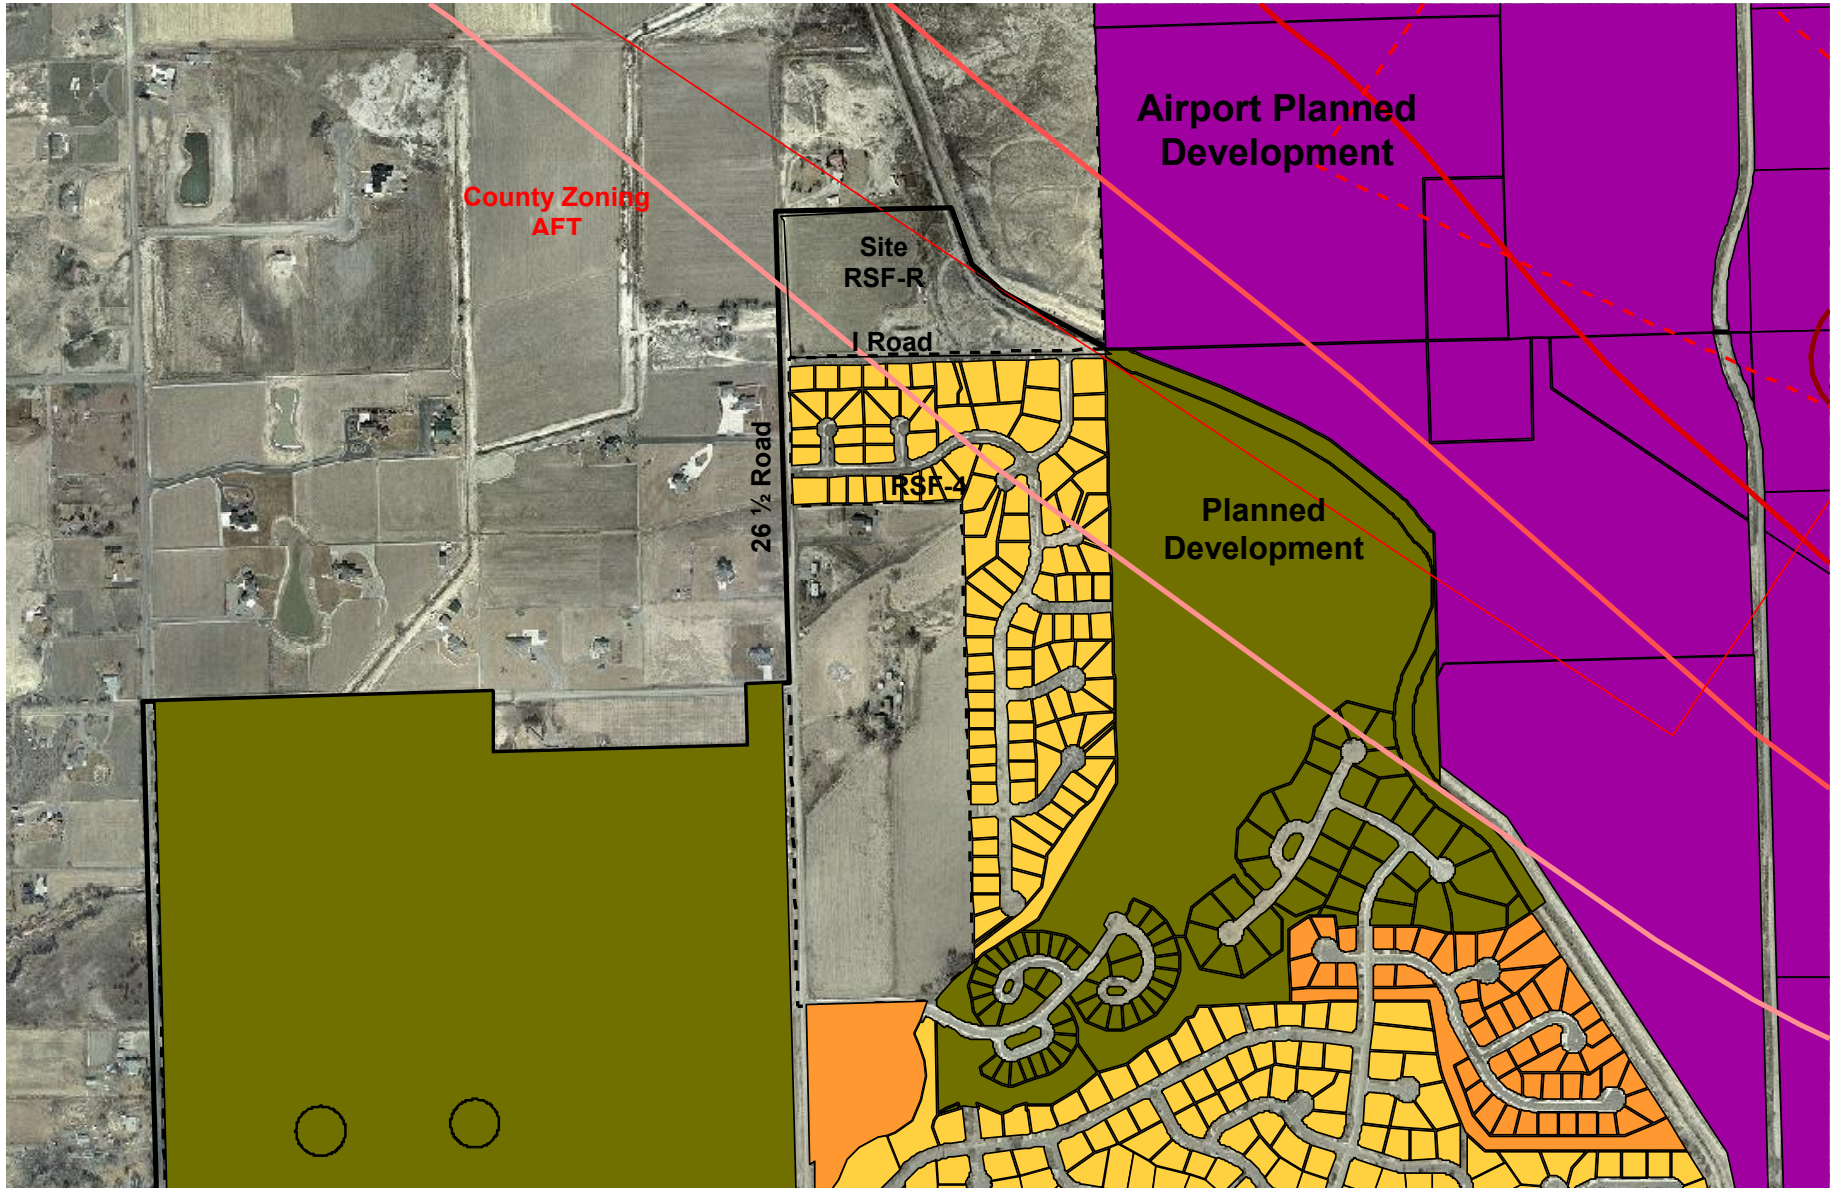 Airport Planned
Development
County Zoning
AFT
Site
RSF-R
I Road
26 ½ Road
RSF-4
Planned
Development